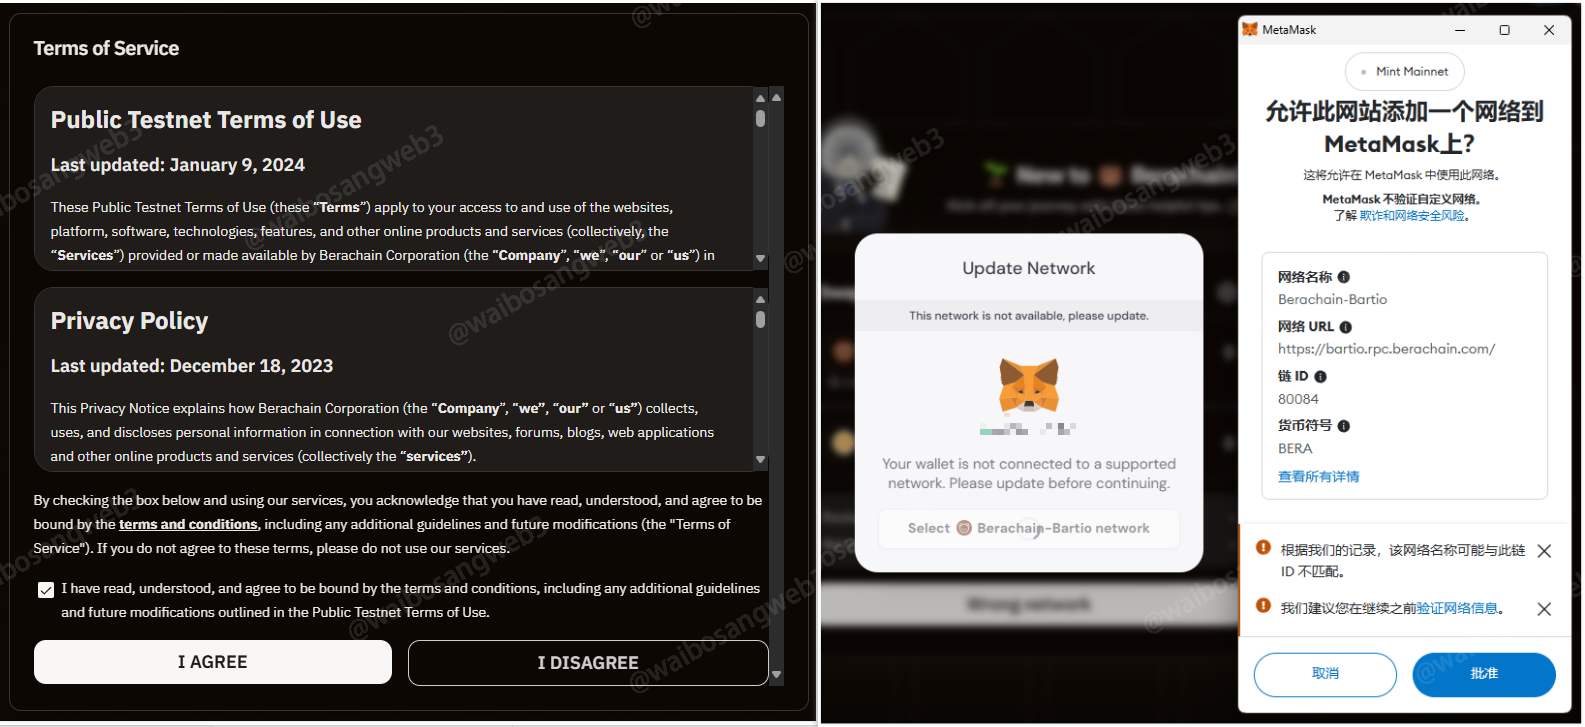 Terms of Service
Public Testnet Terms of Use
Last updated: January 9, 2024
These Public Testnet Terms of Use (these “Terms”) apply to your access to and use of the websites,
platform, software, technologies, features, and other online products and services (collectively, the
“Services”) provided or made available by Berachain Corporation (the “Company”, “we”, “our” or “us”) in
Privacy Policy
Last updated: December 18, 2023
This Privacy Notice explains how Berachain Corporation (the “Company”, “we”, “our” or “us”) collects,
uses, and discloses personal information in connection with our websites, forums, blogs, web applications
and other online products and services (collectively the “services”).
By checking the box below and using our services, you acknowledge that you have read, understood, and agree to be
bound by the terms and conditions, including any additional guidelines and future modifications (the "Terms of
Service"). If you do not agree to these terms, please do not use our services.
I have read, understood, and agree to be bound by the terms and conditions, including any additional guidelines
and future modifications outlined in the Public Testnet Terms of Use.
I AGREE
I DISAGREE
New to Berachain
Update Network
This network is not available, please update.
Your wallet is not connected to a supported
network. Please update before continuing.
Select Berachain-Bartio network
Wrong network
MetaMask
Mint Mainnet
允许此网站添加一个网络到
MetaMask上？
这将允许在 MetaMask 中使用此网络。
MetaMask 不验证自定义网络。
了解 欺诈和网络安全风险。
网络名称
Berachain-Bartio
网络 URL
https://bartio.rpc.berachain.com/
链 ID
80084
货币符号
BERA
查看所有详情
根据我们的记录，该网络名称可能与此链
ID 不匹配。
我们建议您在继续之前验证网络信息。
取消
批准
@waibosangweb3